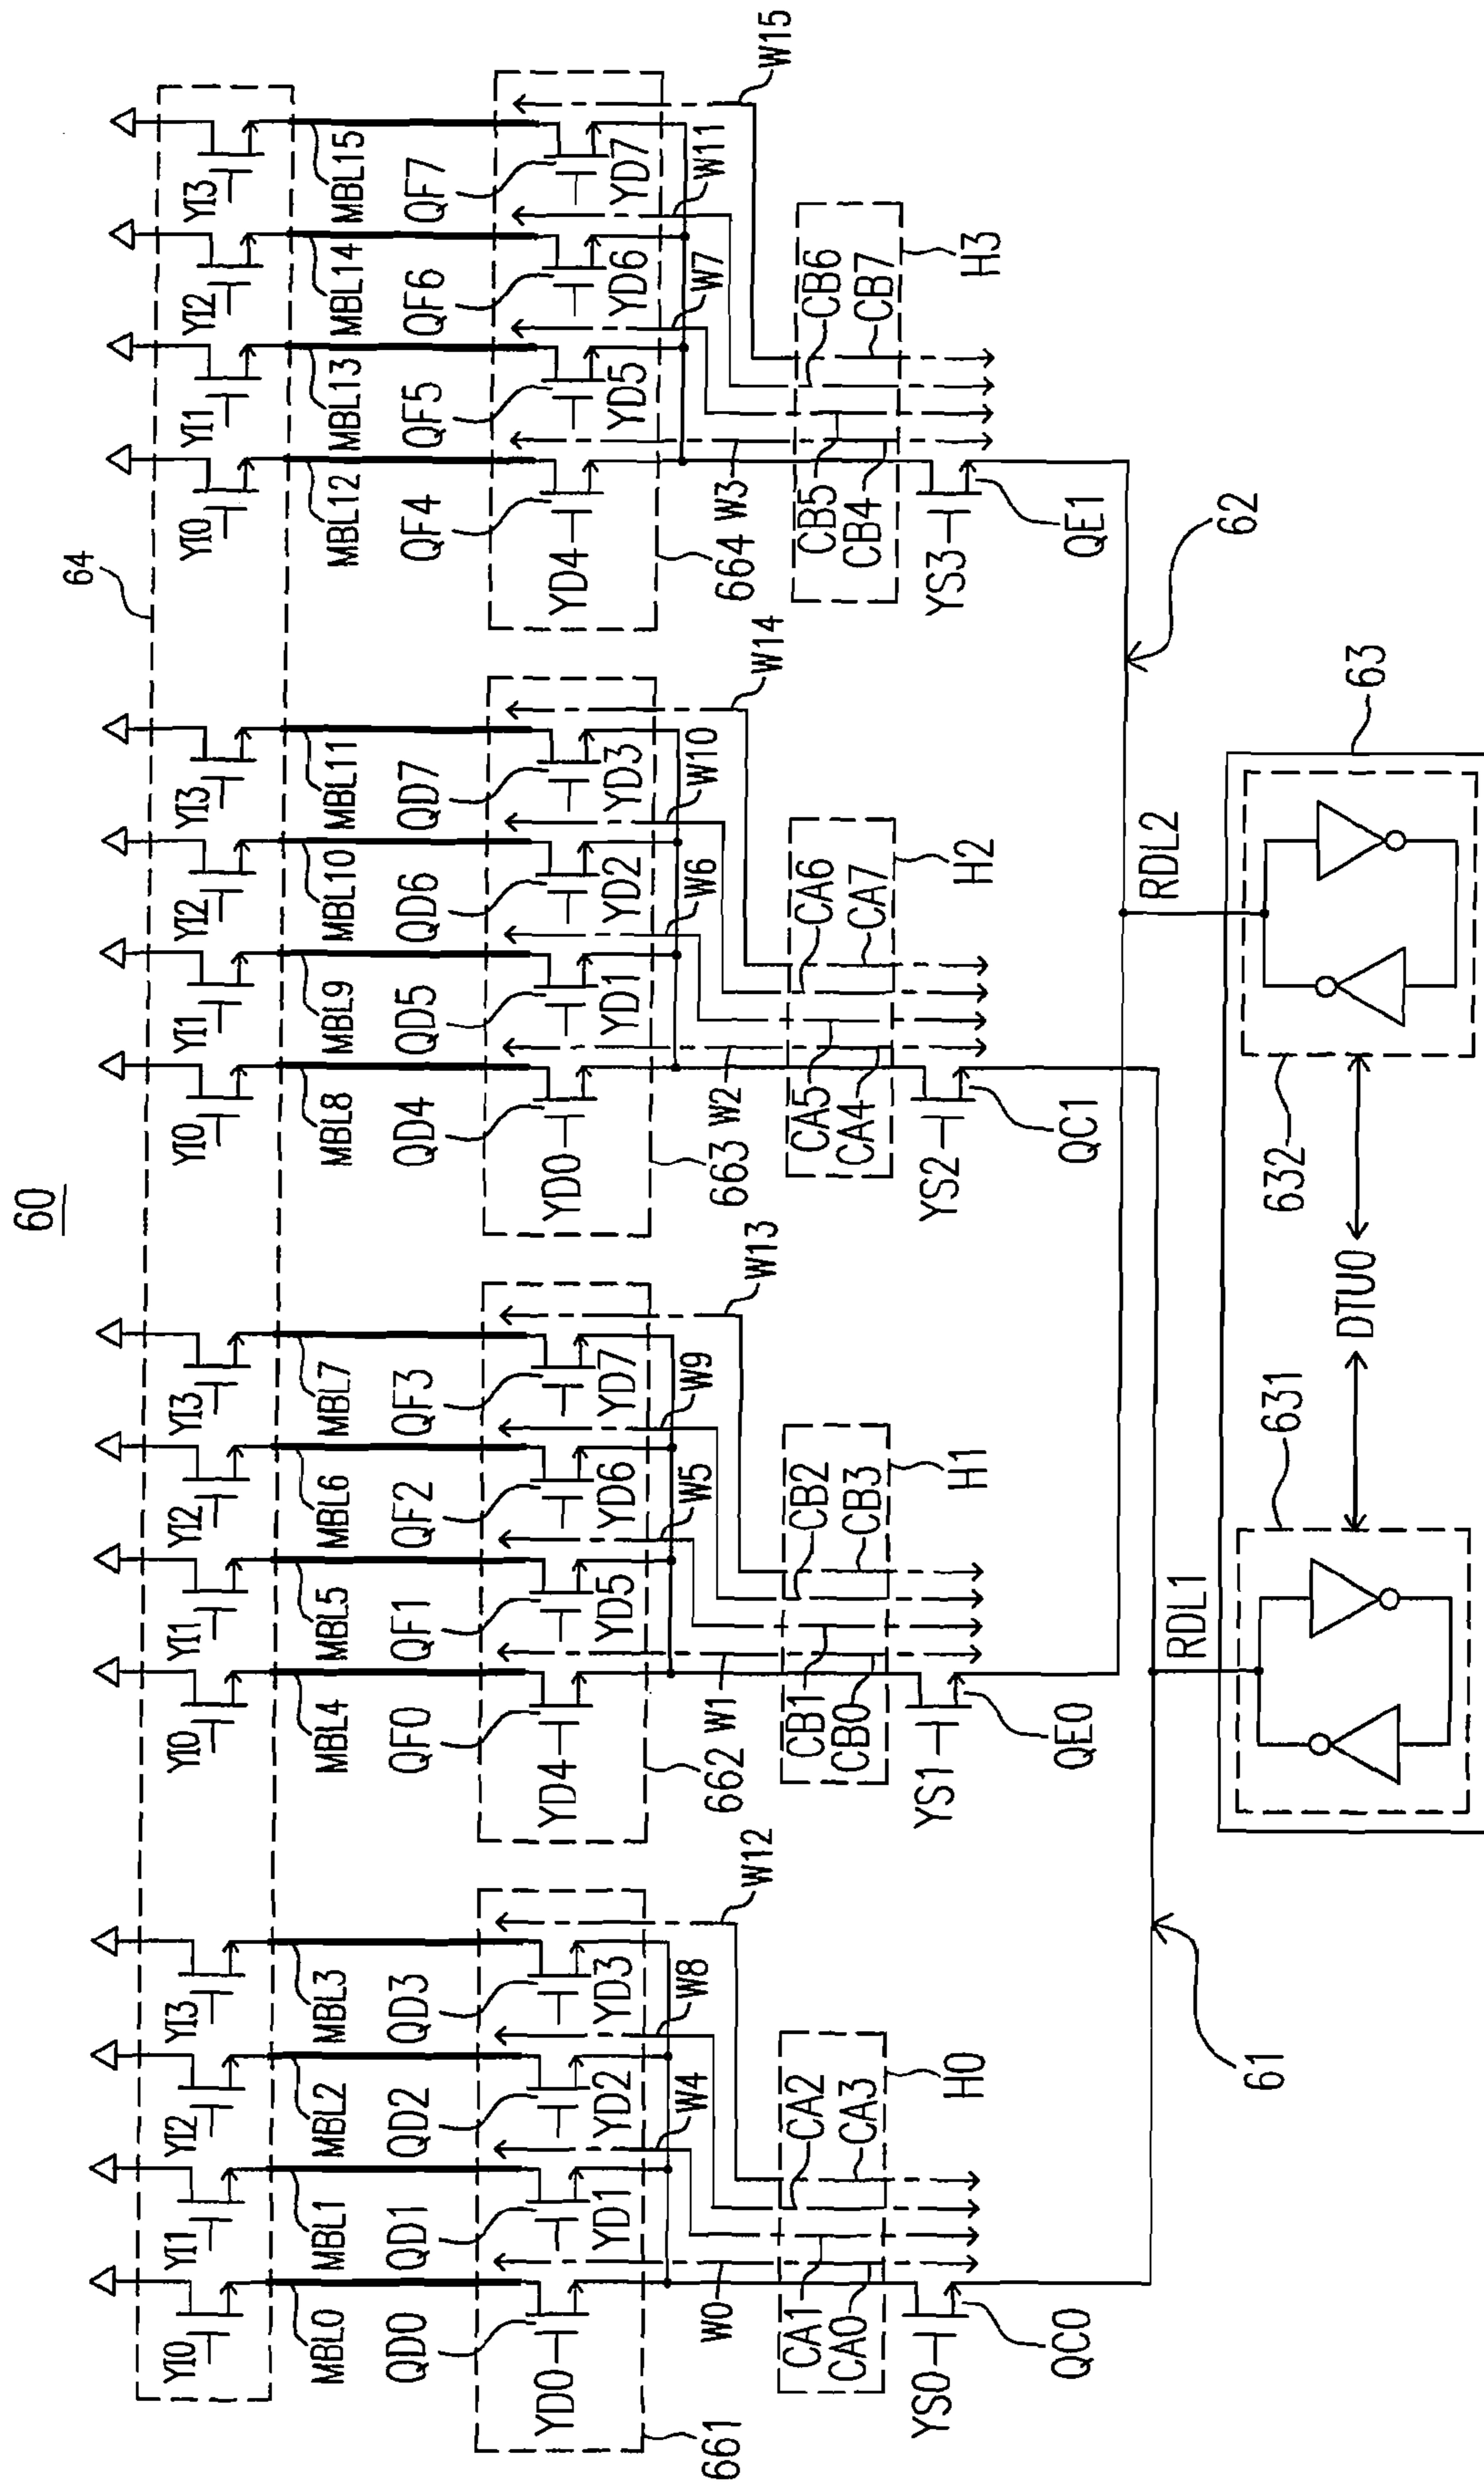 60
64
YI0 YI1 YI2 YI3 YI0 YI1 YI2 YI3 YI0 YI1 YI2 YI3 YI0 YI1 YI2 YI3
MBL0 MBL1 MBL2 MBL3 MBL4 MBL5 MBL6 MBL7 MBL8 MBL9 MBL10 MBL11 MBL12 MBL13 MBL14 MBL15
QD0 QD1 QD2 QD3 QF0 QF1 QF2 QF3 QD4 QD5 QD6 QD7 QF4 QF5 QF6 QF7
YD0 YD1 YD2 YD3 YD4 YD5 YD6 YD7 YD0 YD1 YD2 YD3 YD4 YD5 YD6 YD7
661 662 663 664
W0 W4 W8 W12 W1 W5 W9 W13 W2 W6 W10 W14 W3 W7 W11 W15
CA1 CA2 CB1 CB2 CA5 CA6 CB5 CB6
CA0 CA3 CB0 CB3 CA4 CA7 CB4 CB7
H0 H1 H2 H3
YS0 YS1 YS2 YS3
QC0 QE0 QC1 QE1
61 62
RDL1 RDL2
631 632 63
DTU0